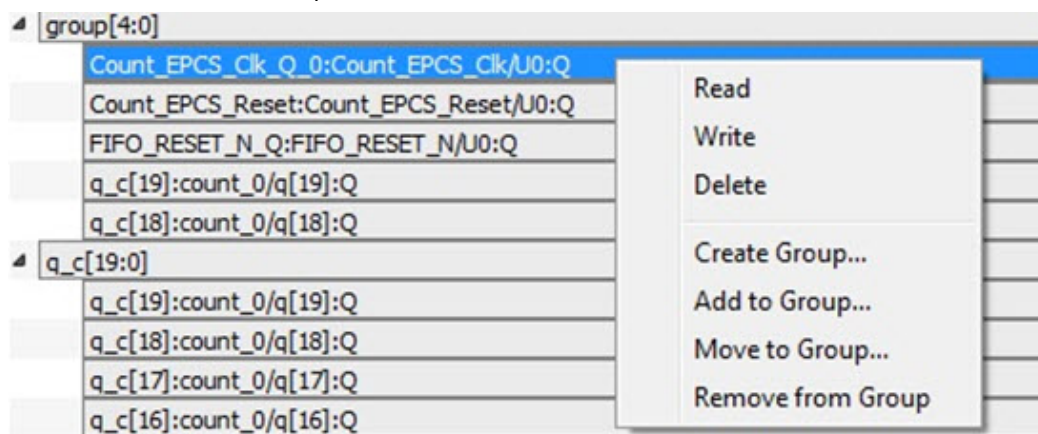 group[4:0]
Count_EPCS_Clk_Q_0:Count_EPCS_Clk/U0:Q
Count_EPCS_Reset:Count_EPCS_Reset/U0:Q
FIFO_RESET_N_Q:FIFO_RESET_N/U0:Q
q_c[19]:count_0/q[19]:Q
q_c[18]:count_0/q[18]:Q
q_c[19:0]
q_c[19]:count_0/q[19]:Q
q_c[18]:count_0/q[18]:Q
q_c[17]:count_0/q[17]:Q
q_c[16]:count_0/q[16]:Q
Read
Write
Delete
Create Group...
Add to Group...
Move to Group...
Remove from Group